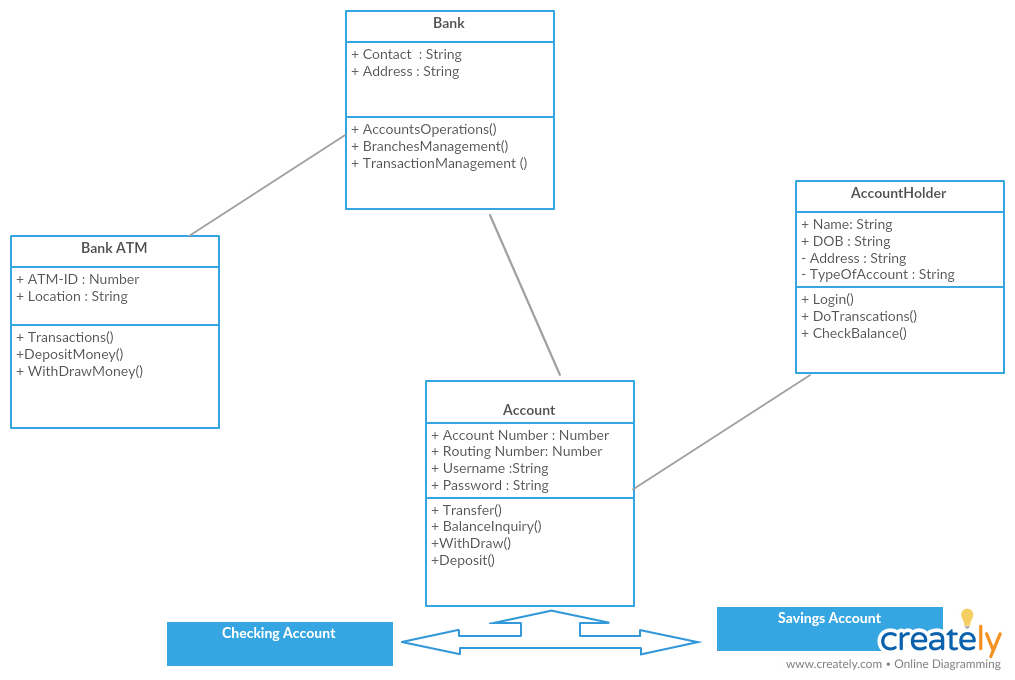 Bank
+ Contact  : String
+ Address : String
+ AccountsOperations()
+ BranchesManagement()
+ TransactionManagement ()
AccountHolder
+ Name: String
+ DOB : String
- Address : String
- TypeOfAccount : String
+ Login()
+ DoTranscations()
+ CheckBalance()
Bank ATM
+ ATM-ID : Number
+ Location : String
+ Transactions()
+DepositMoney()
+ WithDrawMoney()
Account
+ Account Number : Number
+ Routing Number: Number
+ Username :String
+ Password : String
+ Transfer()
+ BalanceInquiry()
+WithDraw()
+Deposit()
Checking Account
Savings Account
creately
www.creately.com • Online Diagramming